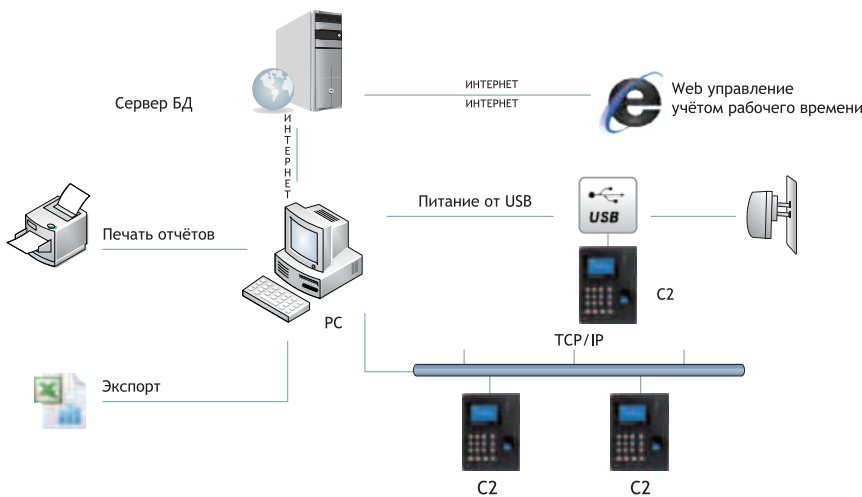 Сервер БД
ИНТЕРНЕТ
ИНТЕРНЕТ
Web управление
учётом рабочего времени
ИНТЕРНЕТ
Питание от USB
USB
Печать отчётов
C2
PC
TCP/IP
Экспорт
C2
C2